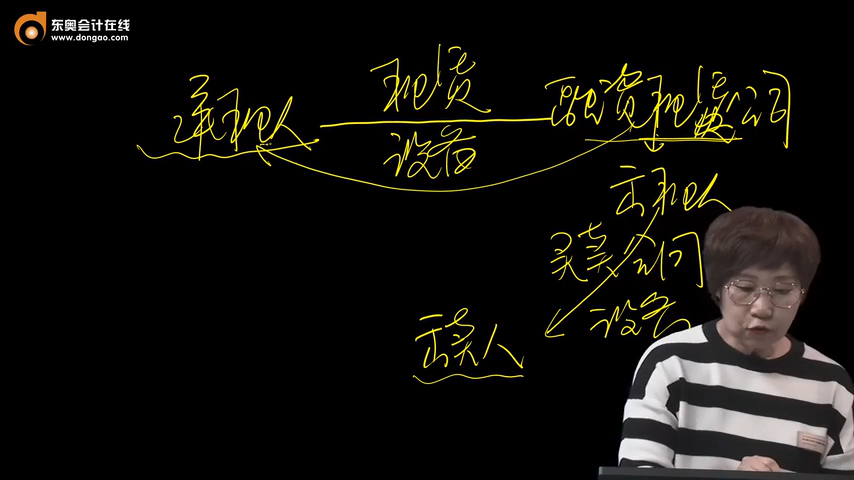 东奥会计在线
www.dongao.com
承租人
租赁
设备
融资租赁公司
出租人
买卖合同
设备
出卖人